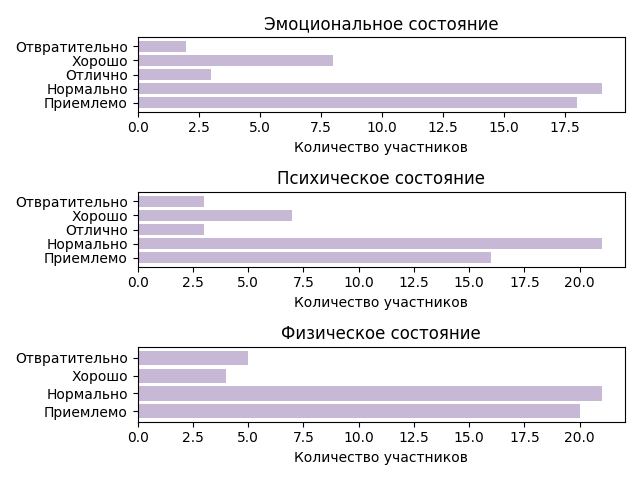 Эмоциональное состояние
Отвратительно
Хорошо
Отлично
Нормально
Приемлемо
0.0 2.5 5.0 7.5 10.0 12.5 15.0 17.5
Количество участников
Психическое состояние
Отвратительно
Хорошо
Отлично
Нормально
Приемлемо
0.0 2.5 5.0 7.5 10.0 12.5 15.0 17.5 20.0
Количество участников
Физическое состояние
Отвратительно
Хорошо
Нормально
Приемлемо
0.0 2.5 5.0 7.5 10.0 12.5 15.0 17.5 20.0
Количество участников